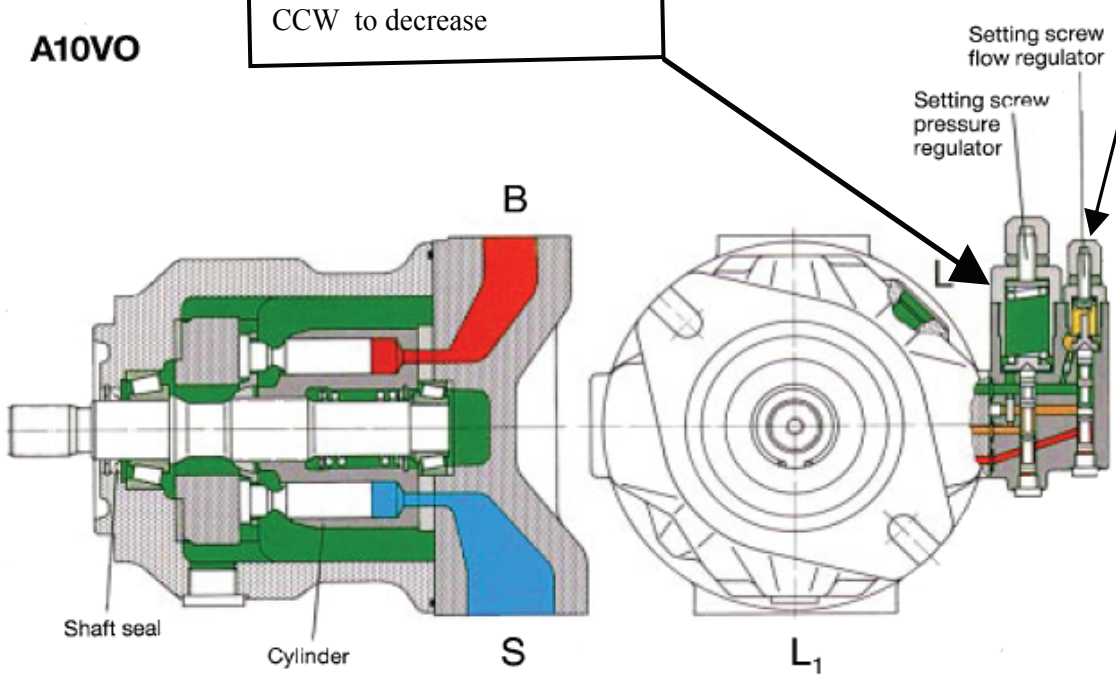 CCW to decrease
A10VO
Setting screw
flow regulator
Setting screw
pressure
regulator
B
L
Shaft seal
Cylinder
S
L1